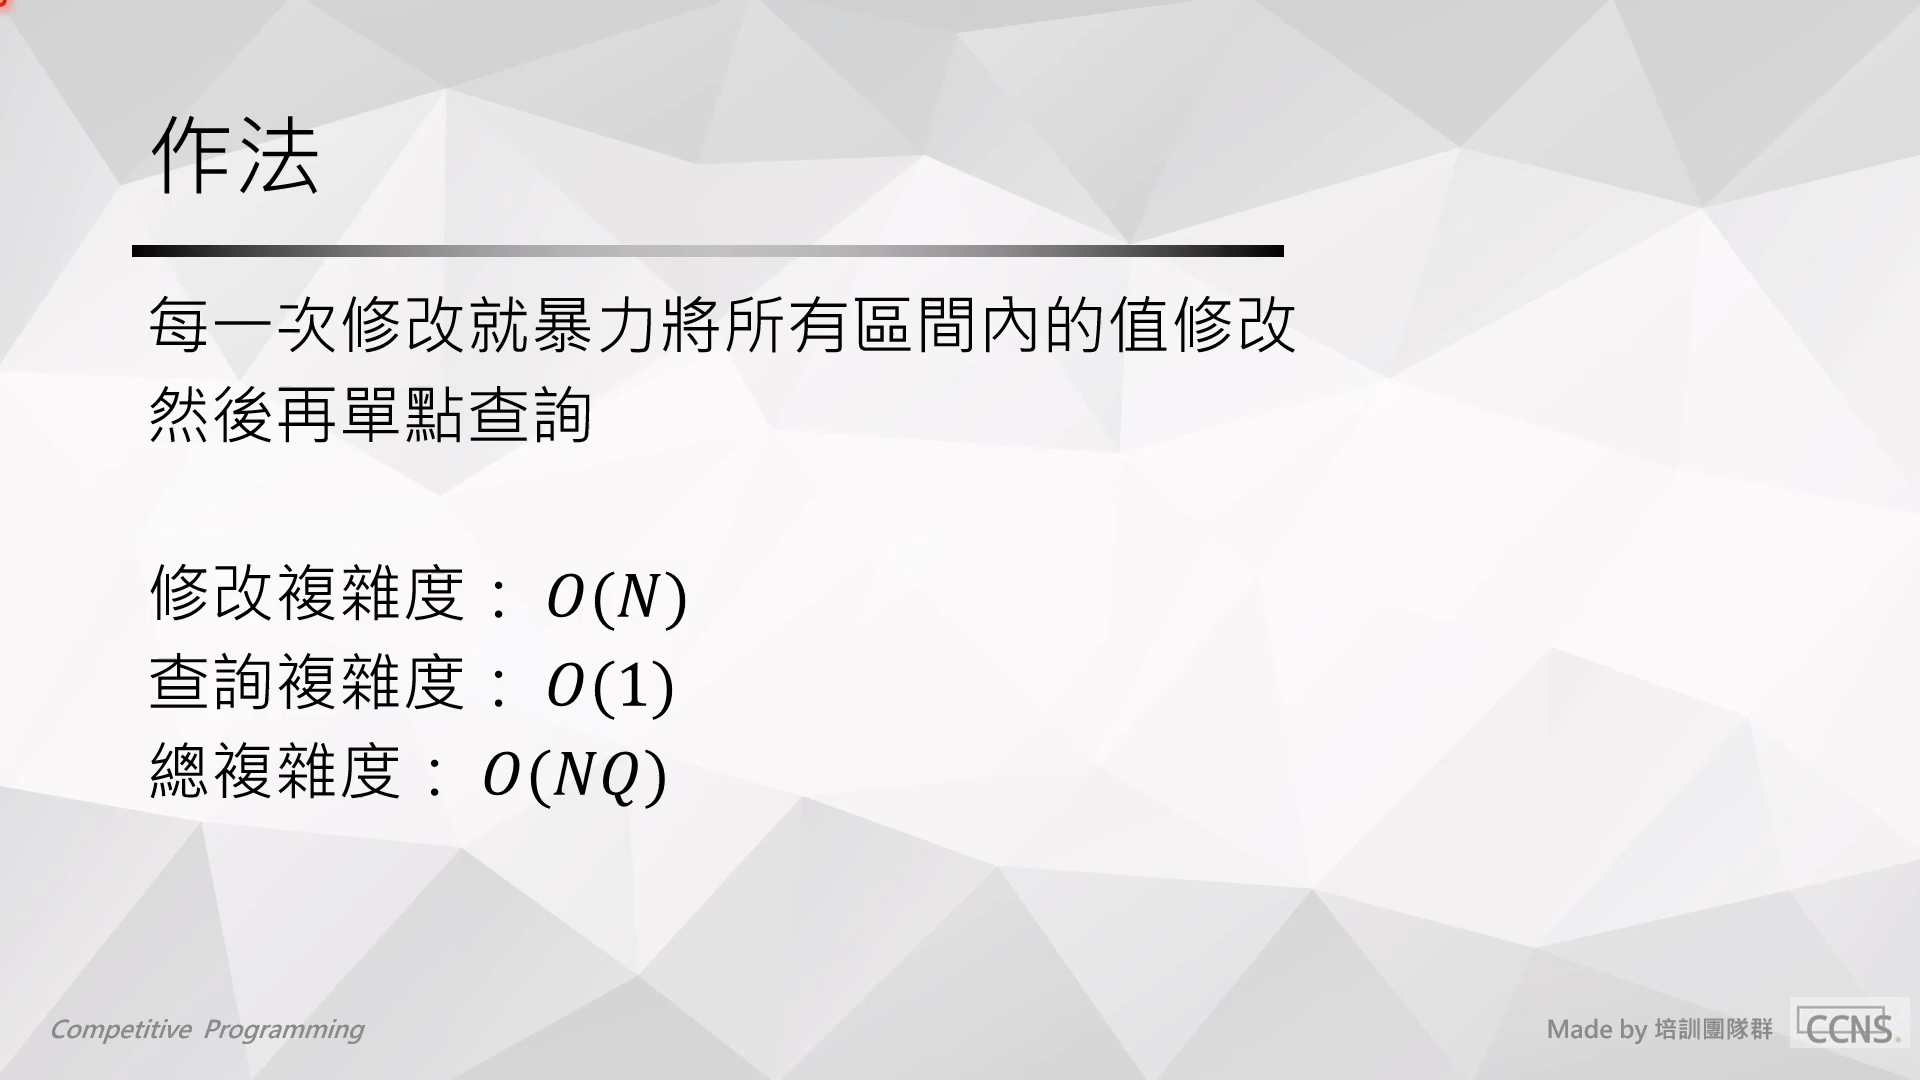 作法
每一次修改就暴力將所有區間內的值修改
然後再單點查詢
修改複雜度： O(N)
查詢複雜度： O(1)
總複雜度： O(NQ)
Competitive Programming
Made by 培訓團隊群
CCNS.